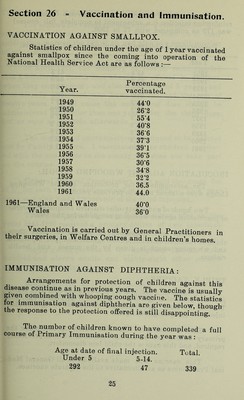 Section 26 - Vaccination and Immunisation.
VACCINATION AGAINST SMALLPOX.
Statistics of children under the age of 1 year vaccinated
against smallpox since the coming into operation of the
National Health Service Act are as follows :—
Percentage
Year. vaccinated.
1949 44·0
1950 26·2
1951 55·4
1952 40·8
1953 36·6
1954 37·3
1955 39·1
1956 36·5
1957 30·6
1958 34·8
1959 32·2
1960 36.5
1961 44.0
1961—England and Wales 40·0
Wales 36·0
Vaccination is carried out by General Practitioners in
their surgeries, in Welfare Centres and in children's homes.
IMMUNISATION AGAINST DIPHTHERIA:
Arrangements for protection of children against this
disease continue as in previous years. The vaccine is usually
given combined with whooping cough vaccine. The statistics
for immunisation against diphtheria are given below, though
the response to the protection offered is still disappointing.
The number of children known to have completed a full
course of Primary Immunisation during the year was :
Age at date of final injection. Total.
Under 5 5-14.
292 47 339
25